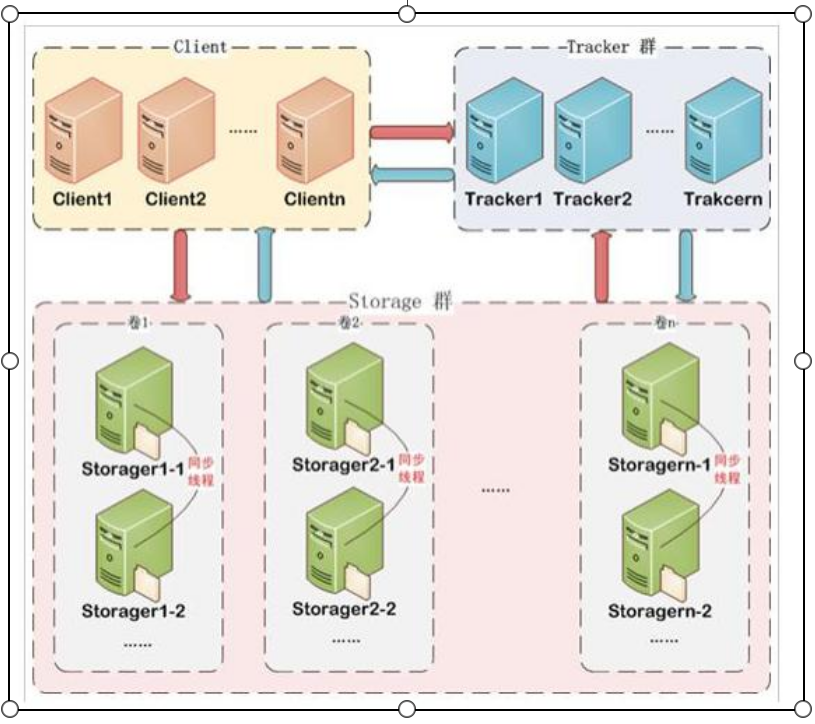 Client
Tracker 群
……
……
Client1
Client2
Clientn
Tracker1
Tracker2
Trakcern
Storage 群
卷1
卷2
卷n
Storager1-1
同步
线程
Storager2-1
同步
线程
Storagern-1
同步
线程
……
Storager1-2
Storager2-2
Storagern-2
……
……
……